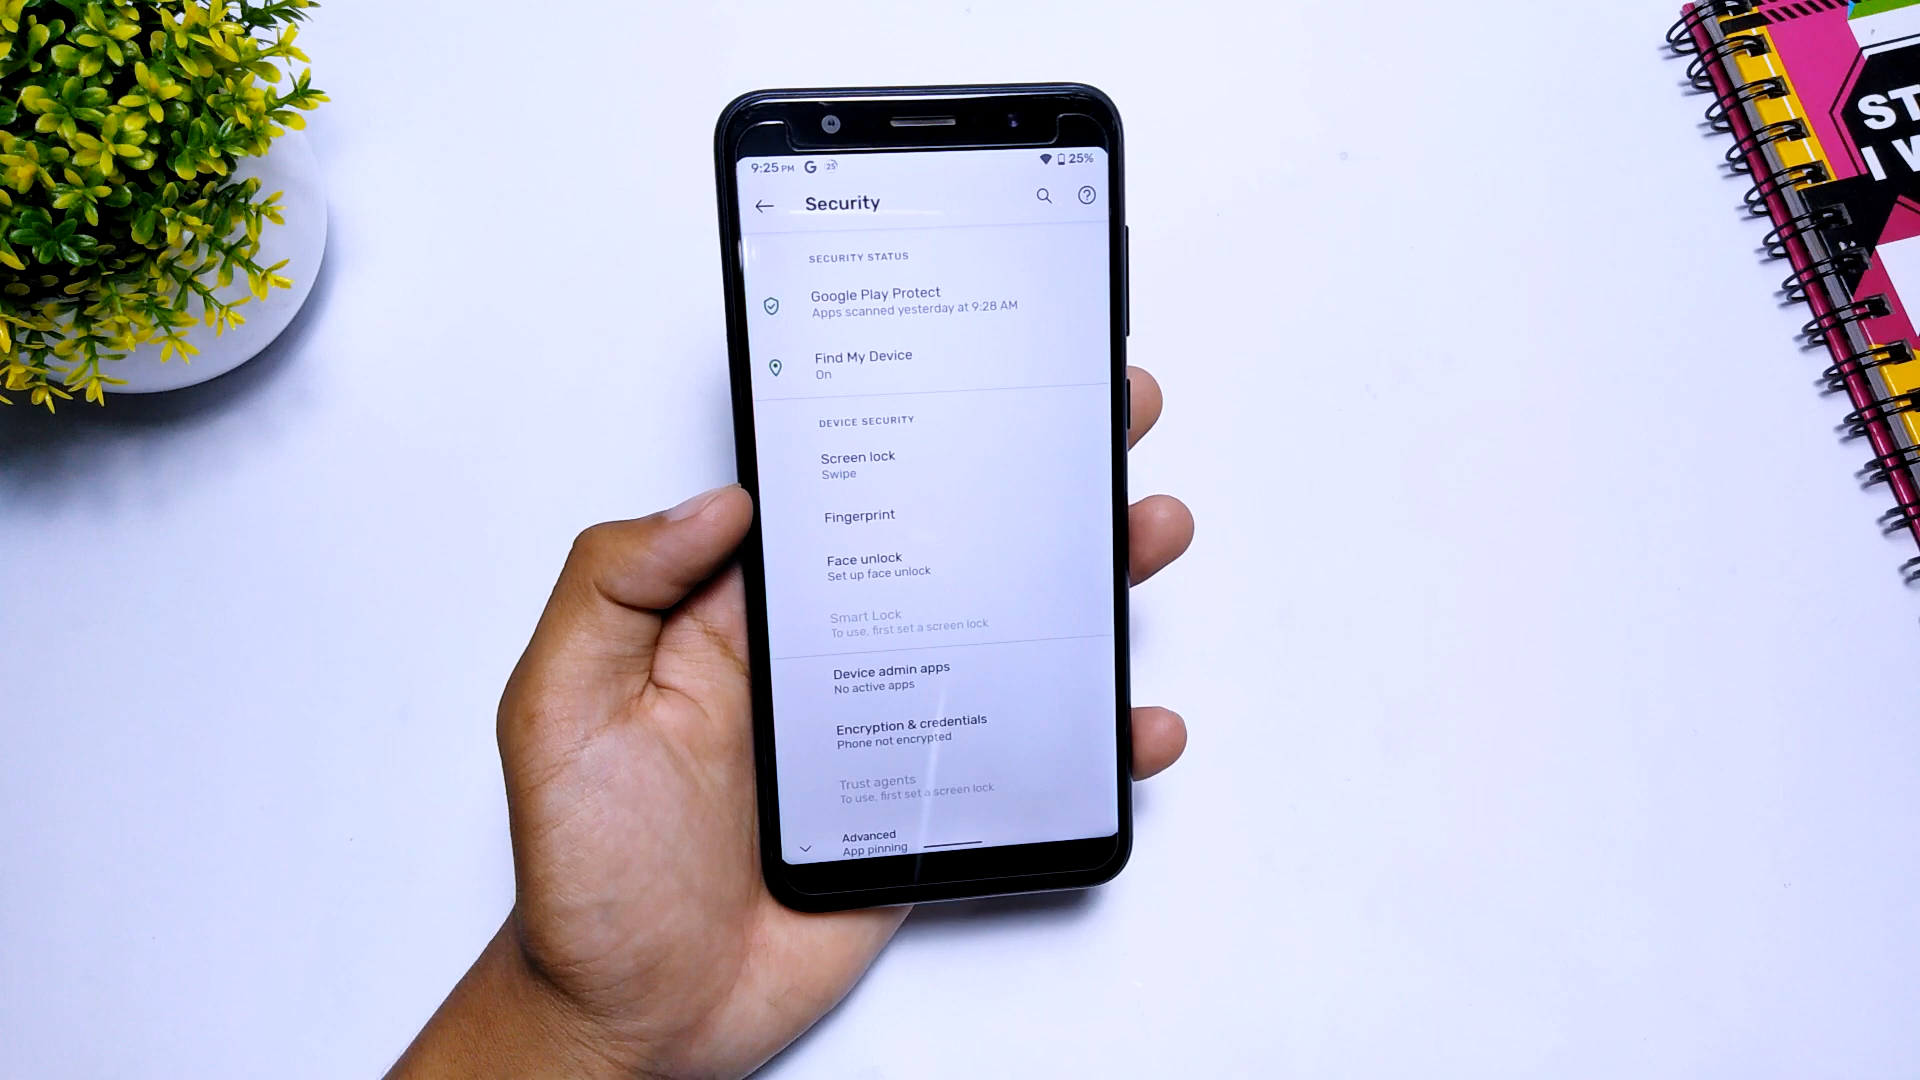 9:25 PM G 25 25%
Security
SECURITY STATUS
Google Play Protect
Apps scanned yesterday at 9:28 AM
Find My Device
On
DEVICE SECURITY
Screen lock
Swipe
Fingerprint
Face unlock
Set up face unlock
Smart Lock
To use, first set a screen lock
Device admin apps
No active apps
Encryption & credentials
Phone not encrypted
Trust agents
To use, first set a screen lock
Advanced
App pinning
ST
I W